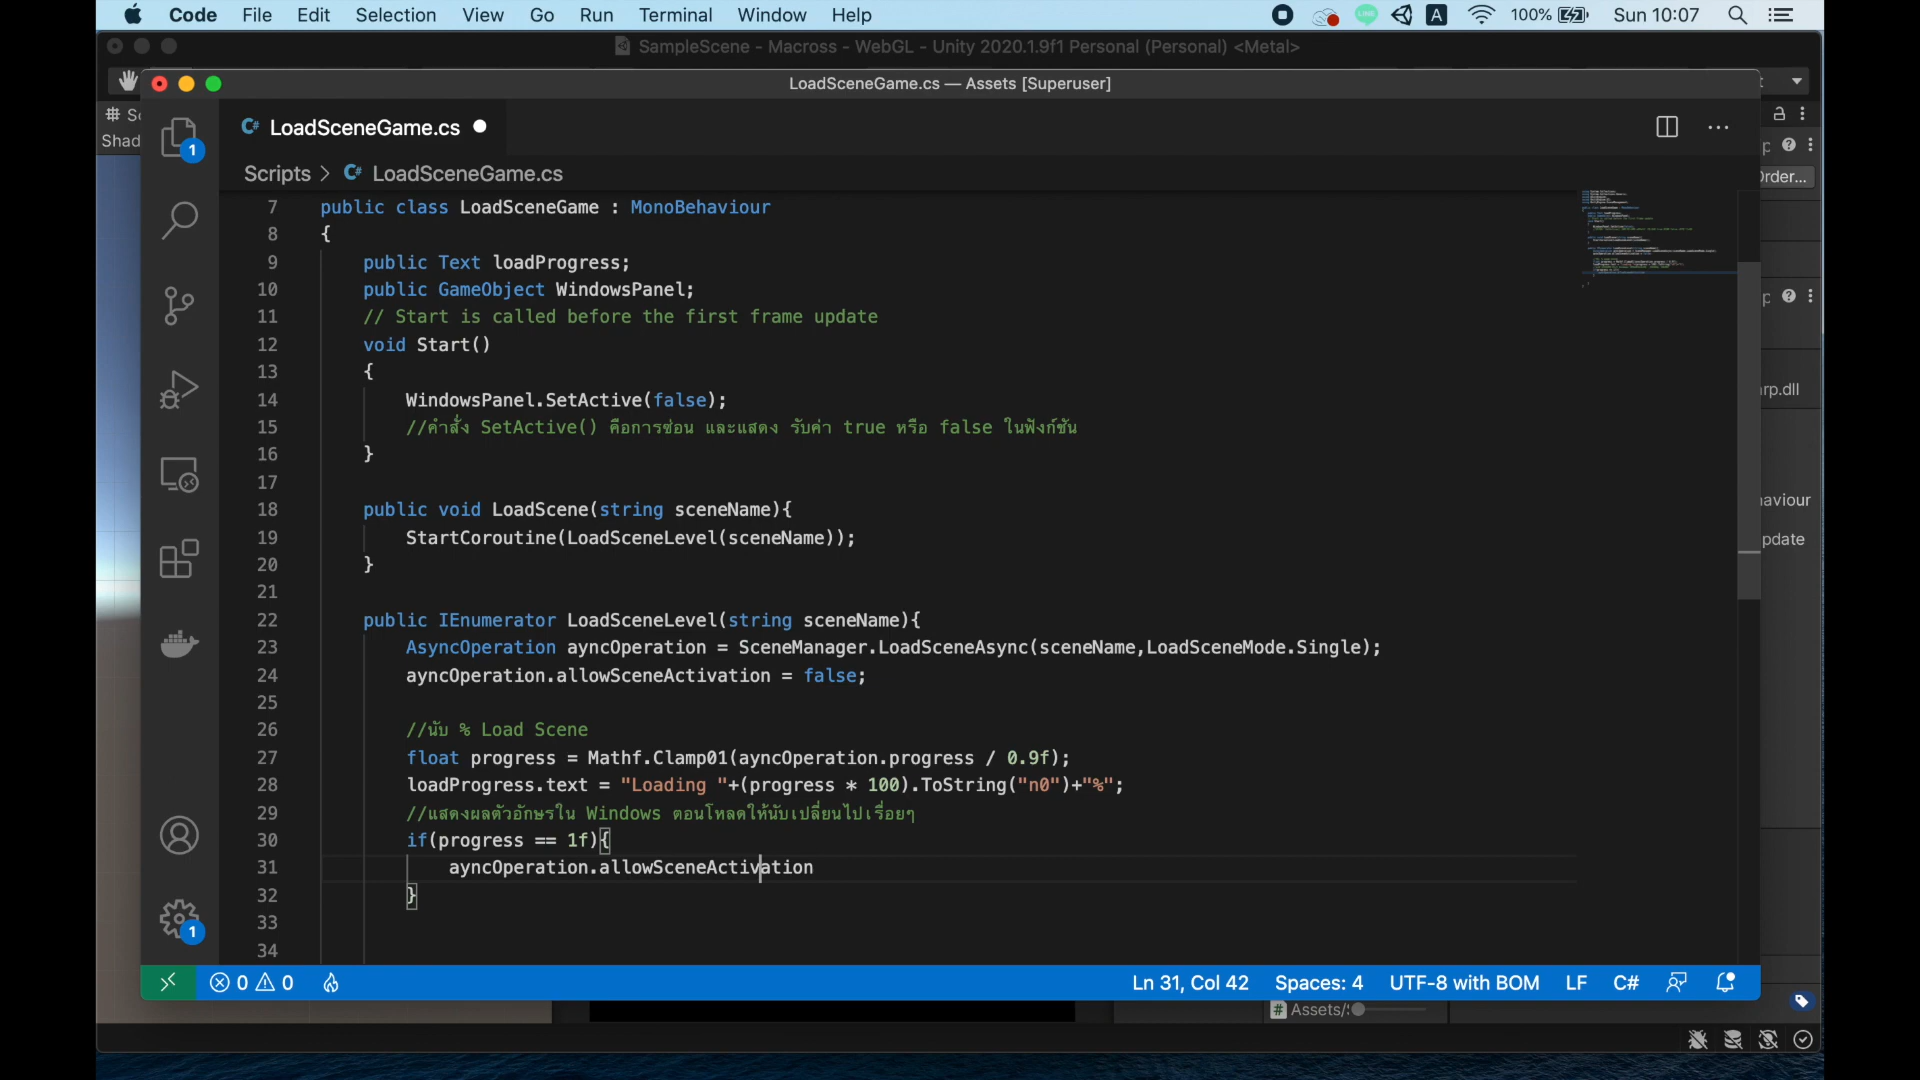 Code File Edit Selection View Go Run Terminal Window Help LINE A 100% Sun 10:07
SampleScene - Macross - WebGL - Unity 2020.1.9f1 Personal (Personal) <Metal>
LoadSceneGame.cs — Assets [Superuser]
Shad
LoadSceneGame.cs
Scripts > LoadSceneGame.cs
7 public class LoadSceneGame : MonoBehaviour
8 {
9 public Text loadProgress;
10 public GameObject WindowsPanel;
11 // Start is called before the first frame update
12 void Start()
13 {
14 WindowsPanel.SetActive(false);
15 //คำสั่ง SetActive() คือการซ่อน และแสดง รับค่า true หรือ false ในฟังก์ชัน
16 }
17
18 public void LoadScene(string sceneName){
19 StartCoroutine(LoadSceneLevel(sceneName));
20 }
21
22 public IEnumerator LoadSceneLevel(string sceneName){
23 AsyncOperation ayncOperation = SceneManager.LoadSceneAsync(sceneName,LoadSceneMode.Single);
24 ayncOperation.allowSceneActivation = false;
25
26 //นับ % Load Scene
27 float progress = Mathf.Clamp01(ayncOperation.progress / 0.9f);
28 loadProgress.text = "Loading "+(progress * 100).ToString("n0")+"%";
29 //แสดงผลตัวอักษรใน Windows ตอนโหลดให้นับเปลี่ยนไปเรื่อยๆ
30 if(progress == 1f){
31 ayncOperation.allowSceneActivation
32 }
33
34
1
1
Order...
rp.dll
aviour
pdate
0 0 Ln 31, Col 42 Spaces: 4 UTF-8 with BOM LF C#
Assets/